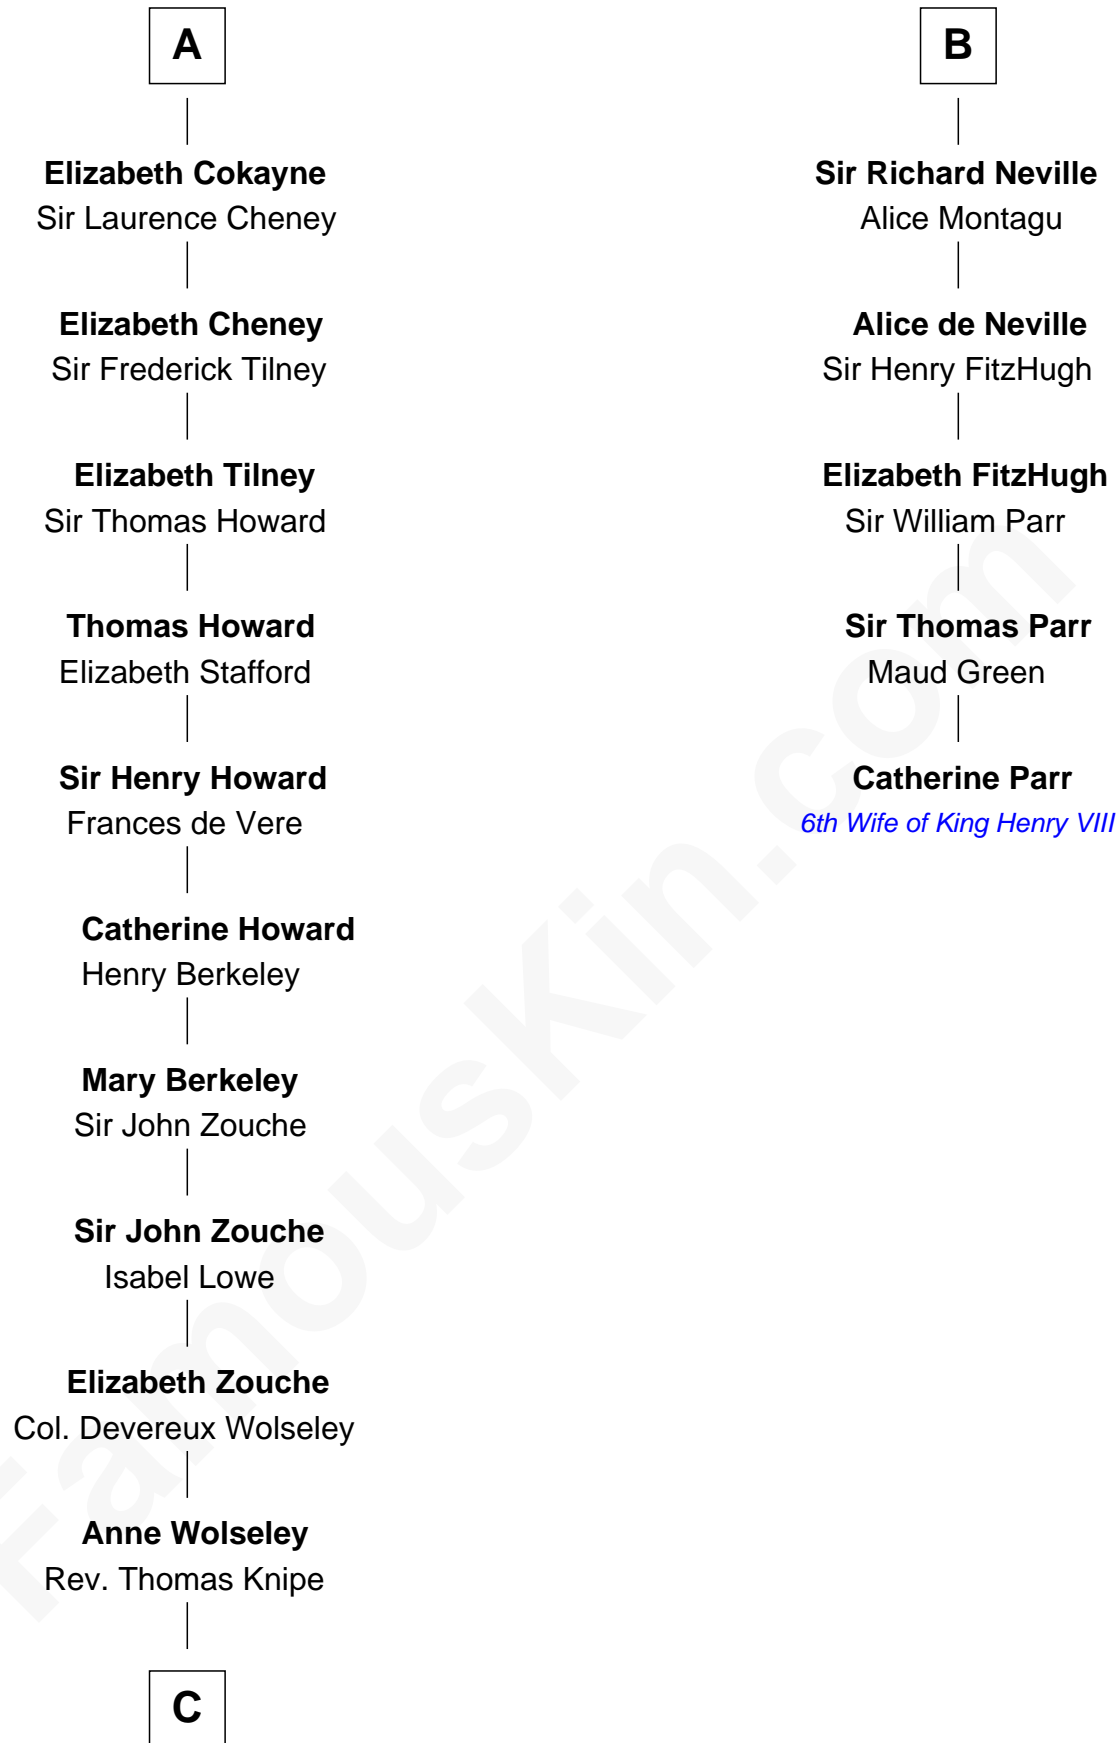 A
Elizabeth Cokayne
Sir Laurence Cheney
Elizabeth Cheney
Sir Frederick Tilney
Elizabeth Tilney
Sir Thomas Howard
Thomas Howard
Elizabeth Stafford
Sir Henry Howard
Frances de Vere
Catherine Howard
Henry Berkeley
Mary Berkeley
Sir John Zouche
Sir John Zouche
Isabel Lowe
Elizabeth Zouche
Col. Devereux Wolseley
Anne Wolseley
Rev. Thomas Knipe
C
B
Sir Richard Neville
Alice Montagu
Alice de Neville
Sir Henry FitzHugh
Elizabeth FitzHugh
Sir William Parr
Sir Thomas Parr
Maud Green
Catherine Parr
6th Wife of King Henry VIII
FamousKin.com